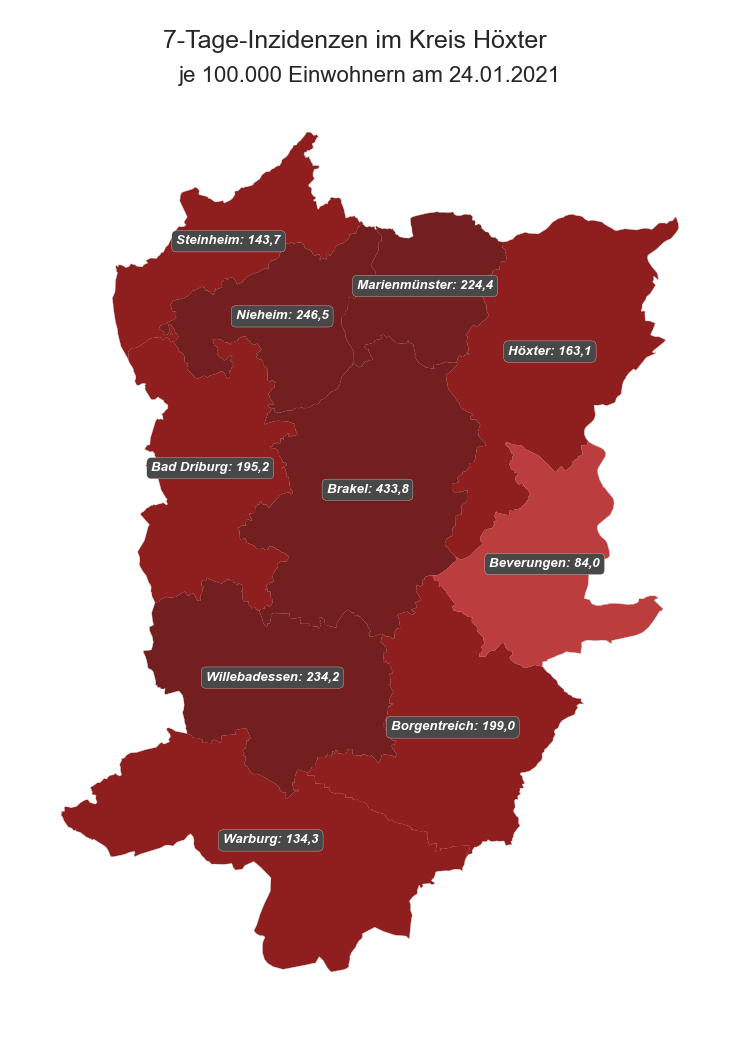 7-Tage-Inzidenzen im Kreis Höxter
je 100.000 Einwohnern am 24.01.2021
Steinheim: 143,7
Marienmünster: 224,4
Nieheim: 246,5
Höxter: 163,1
Bad Driburg: 195,2
Brakel: 433,8
Beverungen: 84,0
Willebadessen: 234,2
Borgentreich: 199,0
Warburg: 134,3